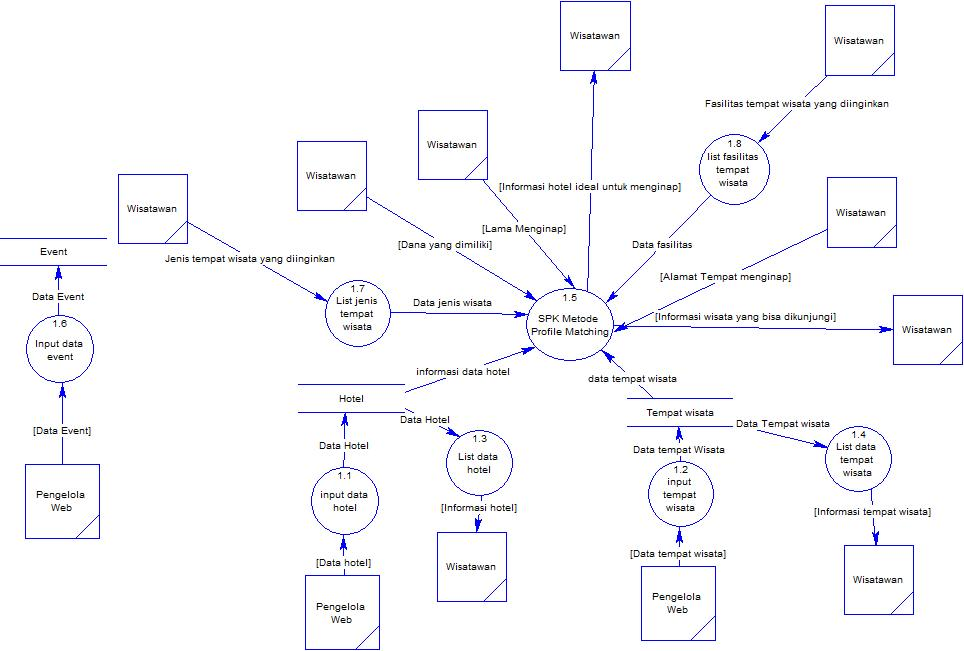 Wisatawan
Wisatawan
Fasilitas tempat wisata yang diinginkan
Wisatawan
1.8
list fasilitas
tempat
wisata
Wisatawan
[Informasi hotel ideal untuk menginap]
Wisatawan
Wisatawan
[Lama Menginap]
[Dana yang dimiliki]
Data fasilitas
Event
Jenis tempat wisata yang diinginkan
[Alamat Tempat menginap]
Data Event
1.7
List jenis
tempat
wisata
Data jenis wisata
1.5
SPK Metode
Profile Matching
[Informasi wisata yang bisa dikunjungi]
Wisatawan
1.6
Input data
event
informasi data hotel
data tempat wisata
Hotel
Tempat wisata
[Data Event]
Data Hotel
Data Hotel
1.3
List data
hotel
Data tempat Wisata
Data Tempat wisata
1.4
List data
tempat
wisata
Pengelola
Web
1.1
input data
hotel
[Informasi hotel]
1.2
input
tempat
wisata
[Informasi tempat wisata]
[Data hotel]
Wisatawan
[Data tempat wisata]
Wisatawan
Pengelola
Web
Pengelola
Web